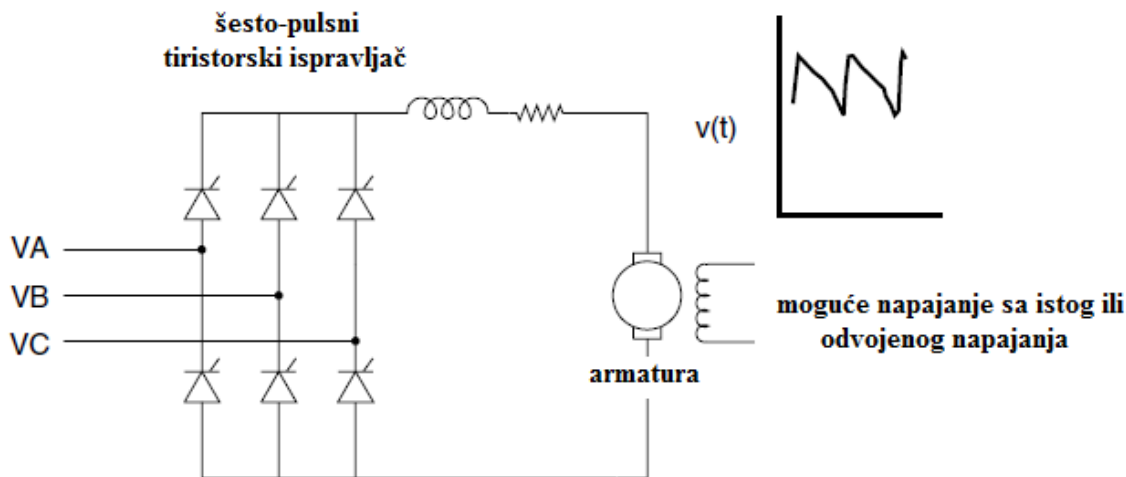 šesto-pulsni
tiristorski ispravljač
v(t)
VA
VB
VC
moguće napajanje sa istog ili
odvojenog napajanja
armatura